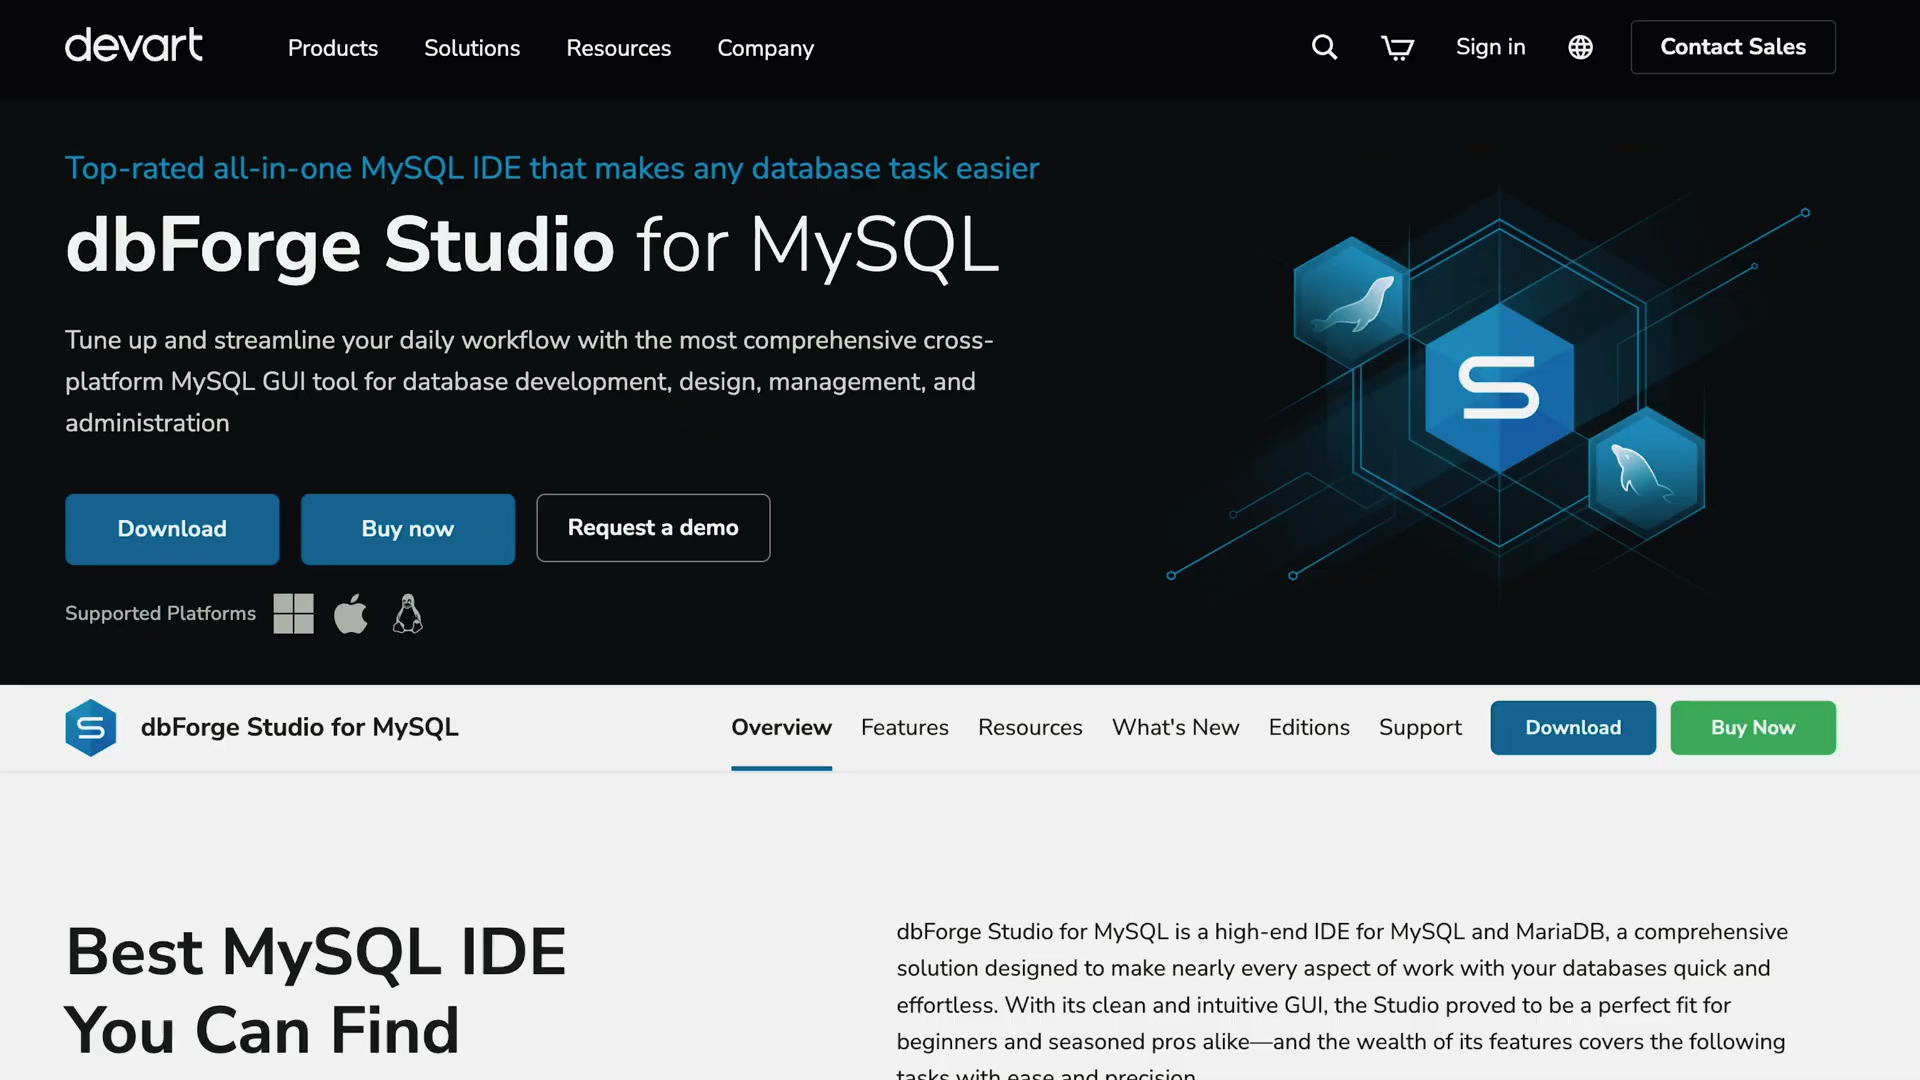 devart
Products
Solutions
Resources
Company
Sign in
Contact Sales
Top-rated all-in-one MySQL IDE that makes any database task easier
dbForge Studio for MySQL
Tune up and streamline your daily workflow with the most comprehensive cross-
platform MySQL GUI tool for database development, design, management, and
administration
Download
Buy now
Request a demo
Supported Platforms
dbForge Studio for MySQL
Overview
Features
Resources
What's New
Editions
Support
Download
Buy Now
Best MySQL IDE
You Can Find
dbForge Studio for MySQL is a high-end IDE for MySQL and MariaDB, a comprehensive
solution designed to make nearly every aspect of work with your databases quick and
effortless. With its clean and intuitive GUI, the Studio proved to be a perfect fit for
beginners and seasoned pros alike—and the wealth of its features covers the following
tasks with ease and precision